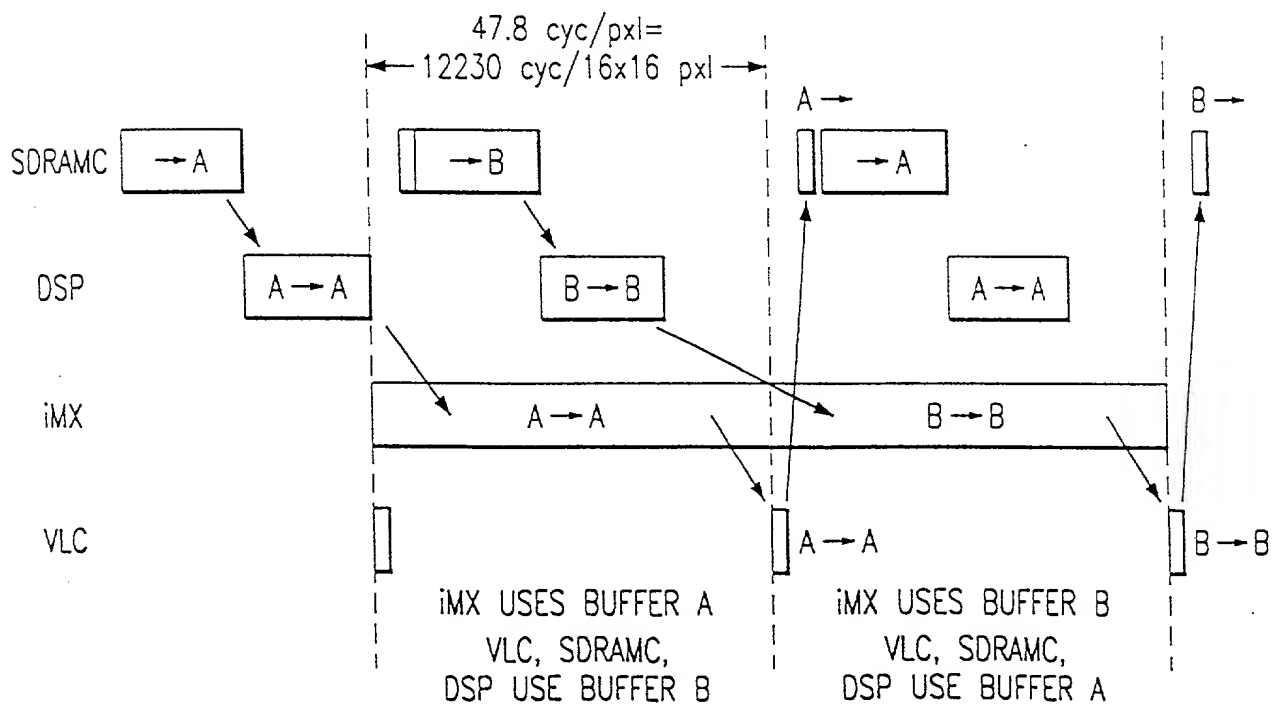 47.8 cyc/pxl=
12230 cyc/16x16 pxl
A → B →
SDRAMC → A → B → A
DSP A → A B → B A → A
iMX A → A B → B
VLC A → A B → B
iMX USES BUFFER A
VLC, SDRAMC,
DSP USE BUFFER B
iMX USES BUFFER B
VLC, SDRAMC,
DSP USE BUFFER A